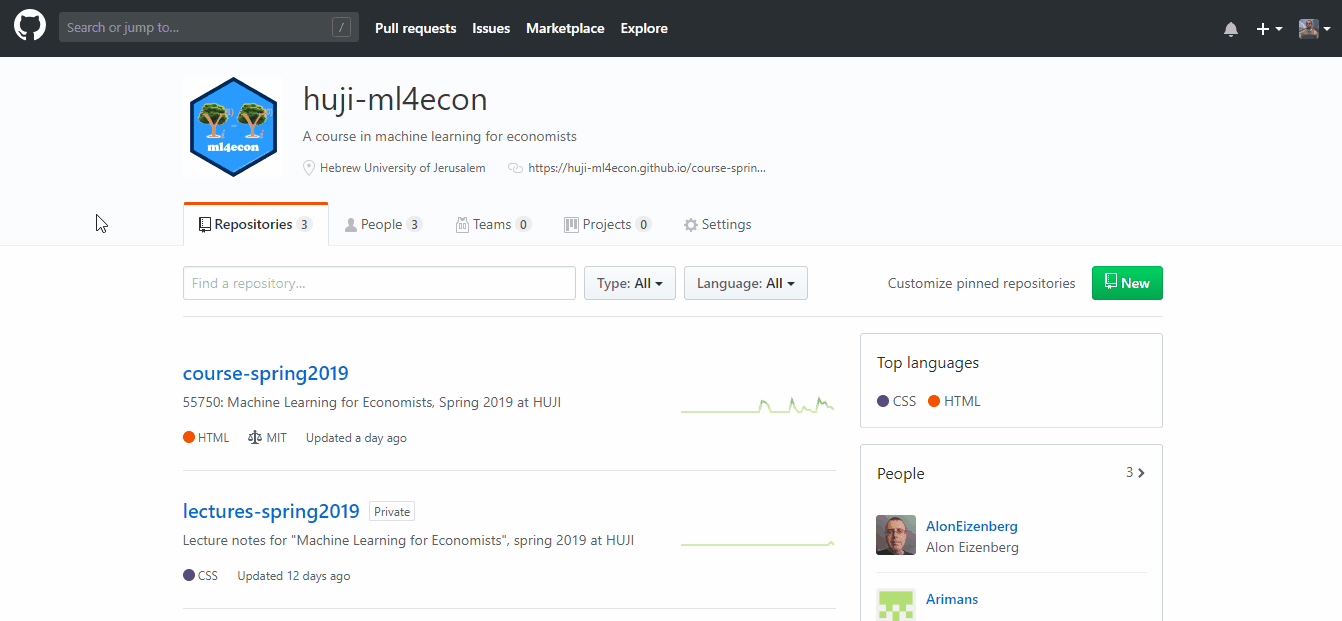 Search or jump to... /
Pull requests Issues Marketplace Explore
ml4econ
huji-ml4econ
A course in machine learning for economists
Hebrew University of Jerusalem https://huji-ml4econ.github.io/course-sprin...
Repositories 3 People 3 Teams 0 Projects 0 Settings
Find a repository... Type: All Language: All Customize pinned repositories New
course-spring2019
55750: Machine Learning for Economists, Spring 2019 at HUJI
HTML MIT Updated a day ago
lectures-spring2019 Private
Lecture notes for "Machine Learning for Economists", spring 2019 at HUJI
CSS Updated 12 days ago
Top languages
CSS HTML
People 3
AlonEizenberg
Alon Eizenberg
Arimans